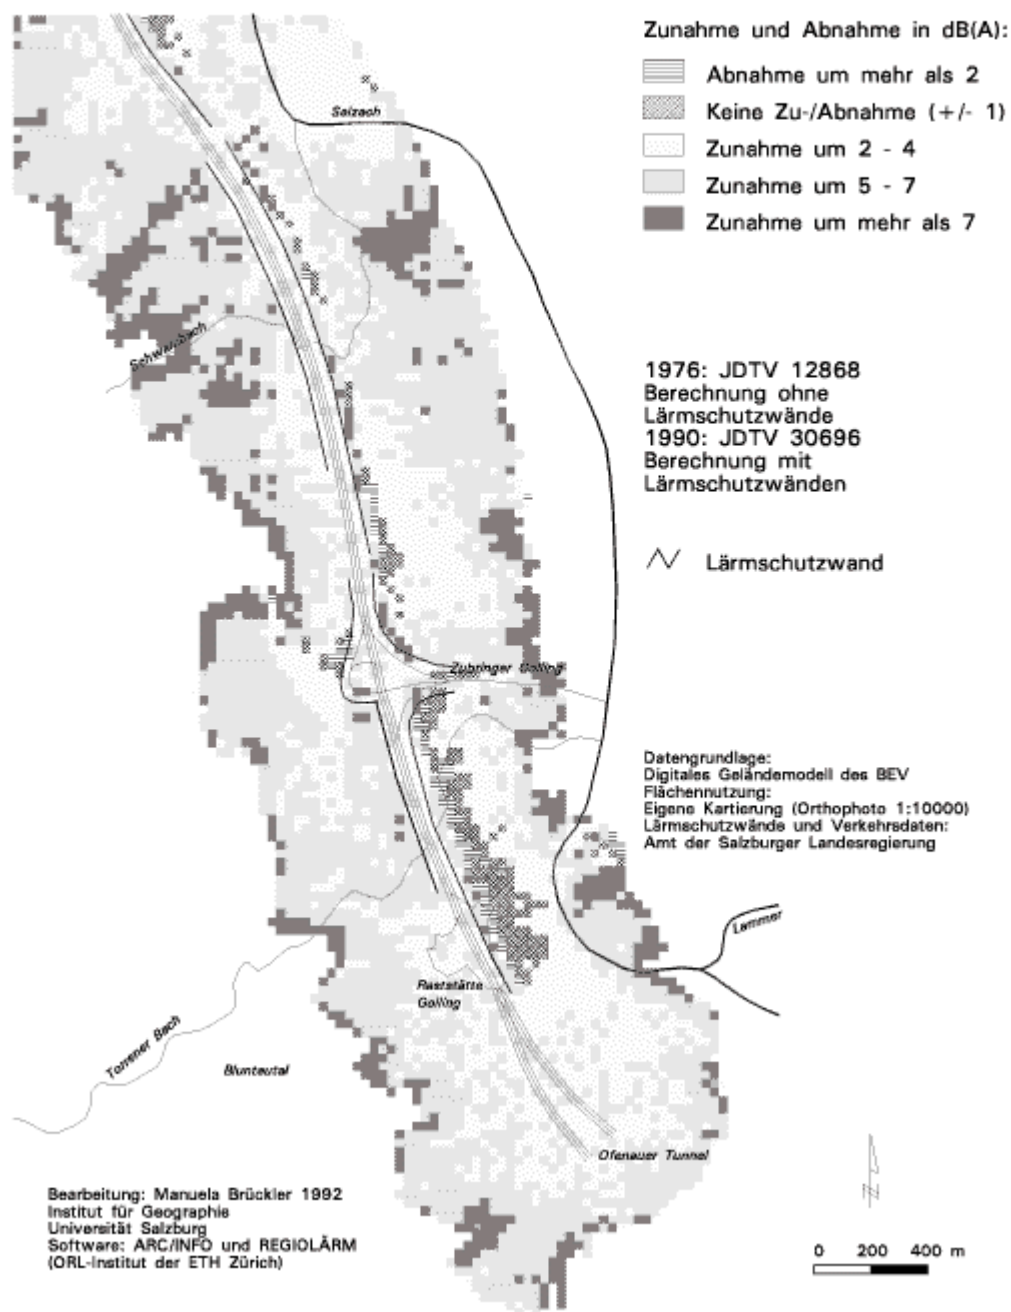 Zunahme und Abnahme in dB(A):
Abnahme um mehr als 2
Keine Zu-/Abnahme (+/- 1)
Zunahme um 2 - 4
Zunahme um 5 - 7
Zunahme um mehr als 7
Salzach
Schwarzbach
1976: JDTV 12868
Berechnung ohne
Lärmschutzwände
1990: JDTV 30696
Berechnung mit
Lärmschutzwänden
Lärmschutzwand
Zubringer Golling
Datengrundlage:
Digitales Geländemodell des BEV
Flächennutzung:
Eigene Kartierung (Orthophoto 1:10000)
Lärmschutzwände und Verkehrsdaten:
Amt der Salzburger Landesregierung
Lammer
Raststätte
Golling
Torrener Bach
Bluntautal
Ofenauer Tunnel
Bearbeitung: Manuela Brückler 1992
Institut für Geographie
Universität Salzburg
Software: ARC/INFO und REGIOLÄRM
(ORL-Institut der ETH Zürich)
N
0 200 400 m